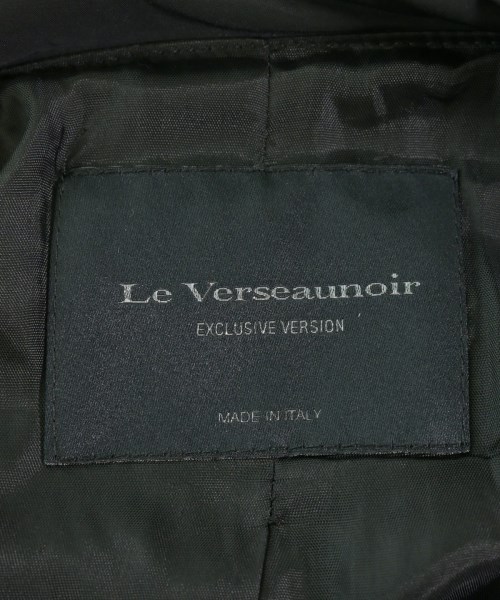 Le Verseaunoir
EXCLUSIVE VERSION
MADE IN ITALY